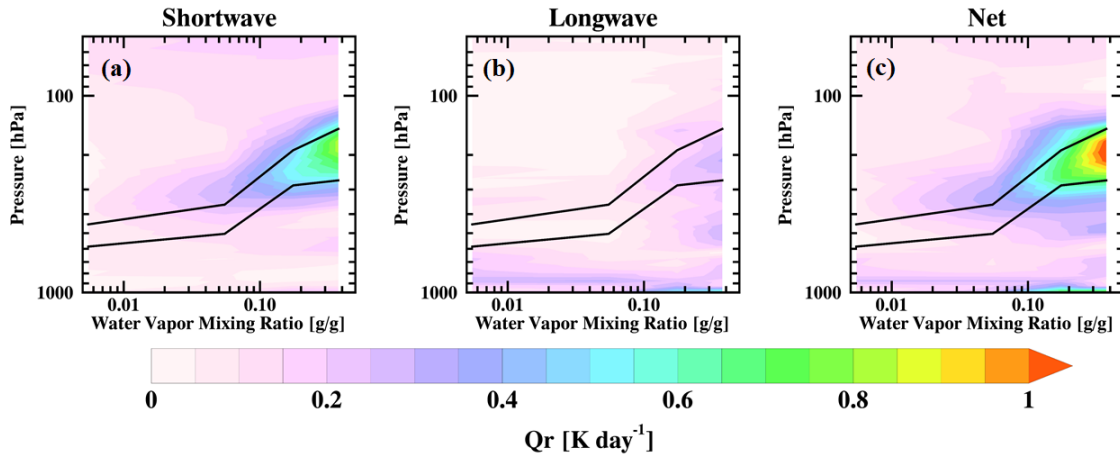 Shortwave
Longwave
Net
(a)
(b)
(c)
100
1000
Pressure [hPa]
0.01
0.10
Water Vapor Mixing Ratio [g/g]
100
1000
Pressure [hPa]
0.01
0.10
Water Vapor Mixing Ratio [g/g]
100
1000
Pressure [hPa]
0.01
0.10
Water Vapor Mixing Ratio [g/g]
0
0.2
0.4
0.6
0.8
1
Qr [K day⁻¹]